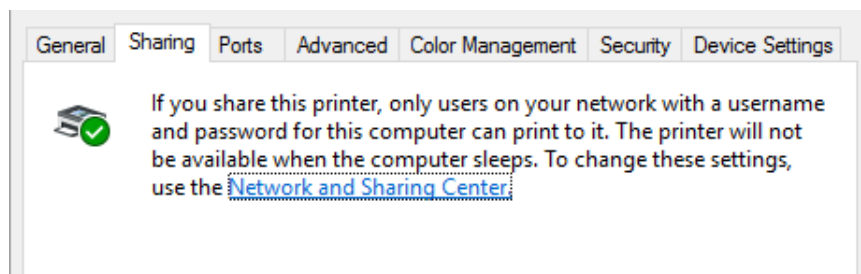 General Sharing Ports Advanced Color Management Security Device Settings
If you share this printer, only users on your network with a username
and password for this computer can print to it. The printer will not
be available when the computer sleeps. To change these settings,
use the Network and Sharing Center.